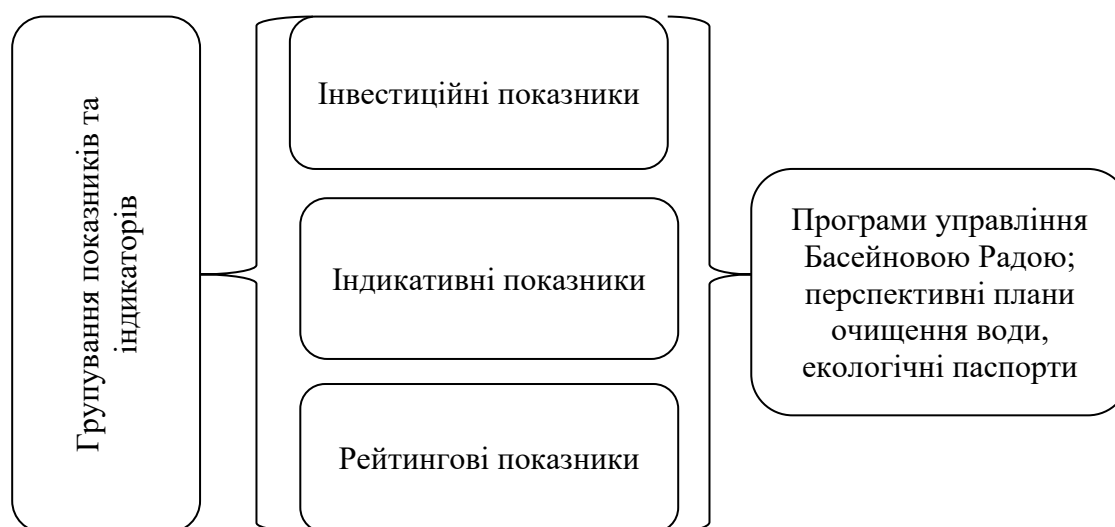 Групування показників та
індикаторів
Інвестиційні показники
Індикативні показники
Рейтингові показники
Програми управління
Басейновою Радою;
перспективні плани
очищення води,
екологічні паспорти